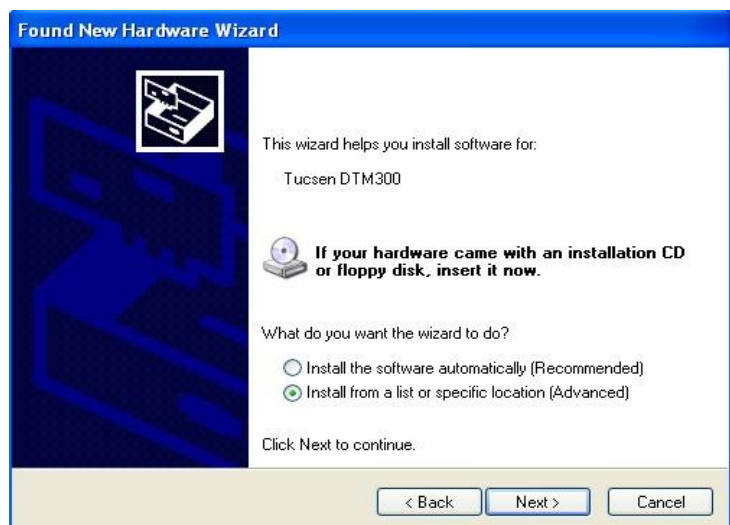 Found New Hardware Wizard
This wizard helps you install software for:
Tucsen DTM300
If your hardware came with an installation CD
or floppy disk, insert it now.
What do you want the wizard to do?
Install the software automatically (Recommended)
Install from a list or specific location (Advanced)
Click Next to continue.
< Back Next > Cancel